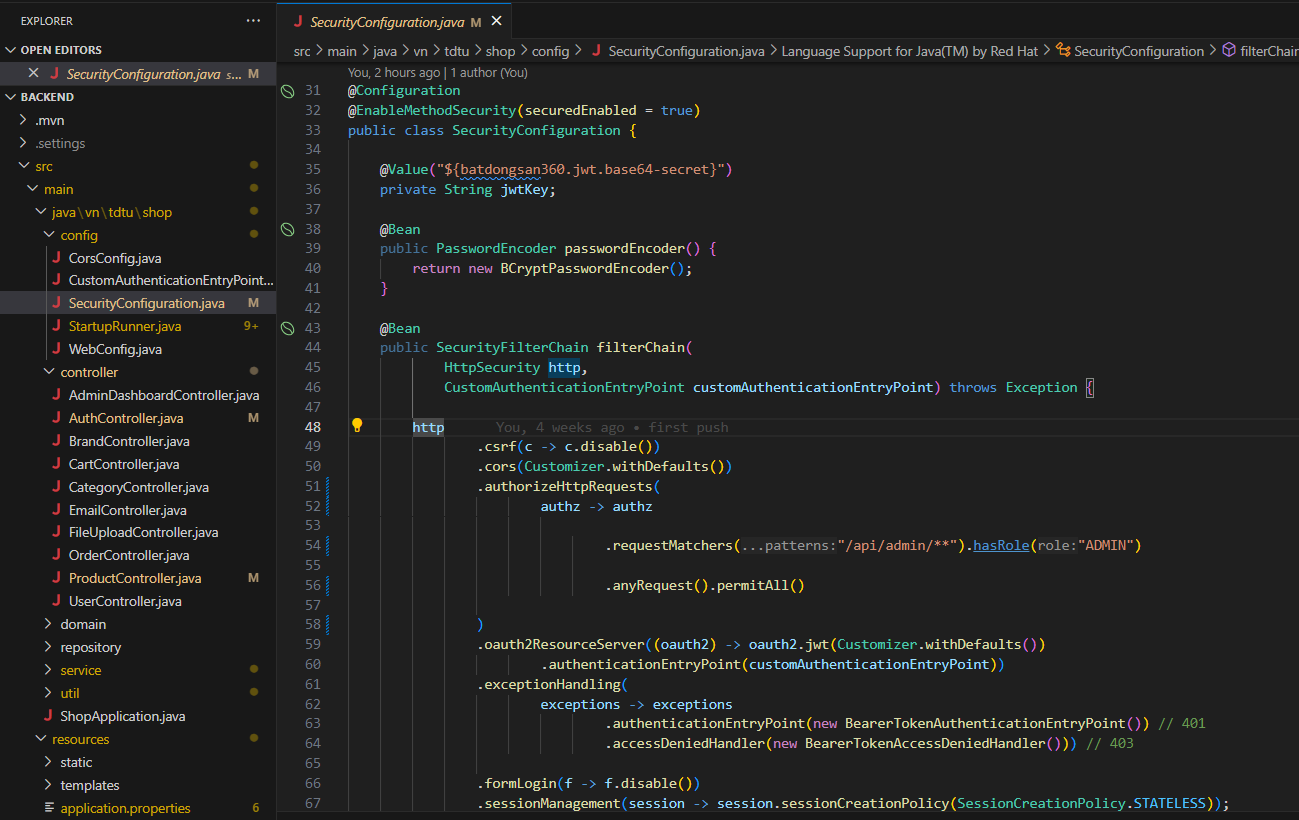 EXPLORER
OPEN EDITORS
SecurityConfiguration.java s... M
BACKEND
.mvn
.settings
src
main
java\vn\tdtu\shop
config
CorsConfig.java
CustomAuthenticationEntryPoint...
SecurityConfiguration.java M
StartupRunner.java 9+
WebConfig.java
controller
AdminDashboardController.java
AuthController.java M
BrandController.java
CartController.java
CategoryController.java
EmailController.java
FileUploadController.java
OrderController.java
ProductController.java M
UserController.java
domain
repository
service
util
ShopApplication.java
resources
static
templates
application.properties 6
SecurityConfiguration.java M
src > main > java > vn > tdtu > shop > config > SecurityConfiguration.java > Language Support for Java(TM) by Red Hat > SecurityConfiguration > filterChain
You, 2 hours ago | 1 author (You)
31 @Configuration
32 @EnableMethodSecurity(securedEnabled = true)
33 public class SecurityConfiguration {
34
35 @Value("${batdongsan360.jwt.base64-secret}")
36 private String jwtKey;
37
38 @Bean
39 public PasswordEncoder passwordEncoder() {
40 return new BCryptPasswordEncoder();
41 }
42
43 @Bean
44 public SecurityFilterChain filterChain(
45 HttpSecurity http,
46 CustomAuthenticationEntryPoint customAuthenticationEntryPoint) throws Exception {
47
48 http You, 4 weeks ago • first push
49 .csrf(c -> c.disable())
50 .cors(Customizer.withDefaults())
51 .authorizeHttpRequests(
52 authz -> authz
53
54 .requestMatchers(...patterns:"/api/admin/**").hasRole(role:"ADMIN")
55
56 .anyRequest().permitAll()
57
58 )
59 .oauth2ResourceServer((oauth2) -> oauth2.jwt(Customizer.withDefaults())
60 .authenticationEntryPoint(customAuthenticationEntryPoint))
61 .exceptionHandling(
62 exceptions -> exceptions
63 .authenticationEntryPoint(new BearerTokenAuthenticationEntryPoint()) // 401
64 .accessDeniedHandler(new BearerTokenAccessDeniedHandler())) // 403
65
66 .formLogin(f -> f.disable())
67 .sessionManagement(session -> session.sessionCreationPolicy(SessionCreationPolicy.STATELESS));